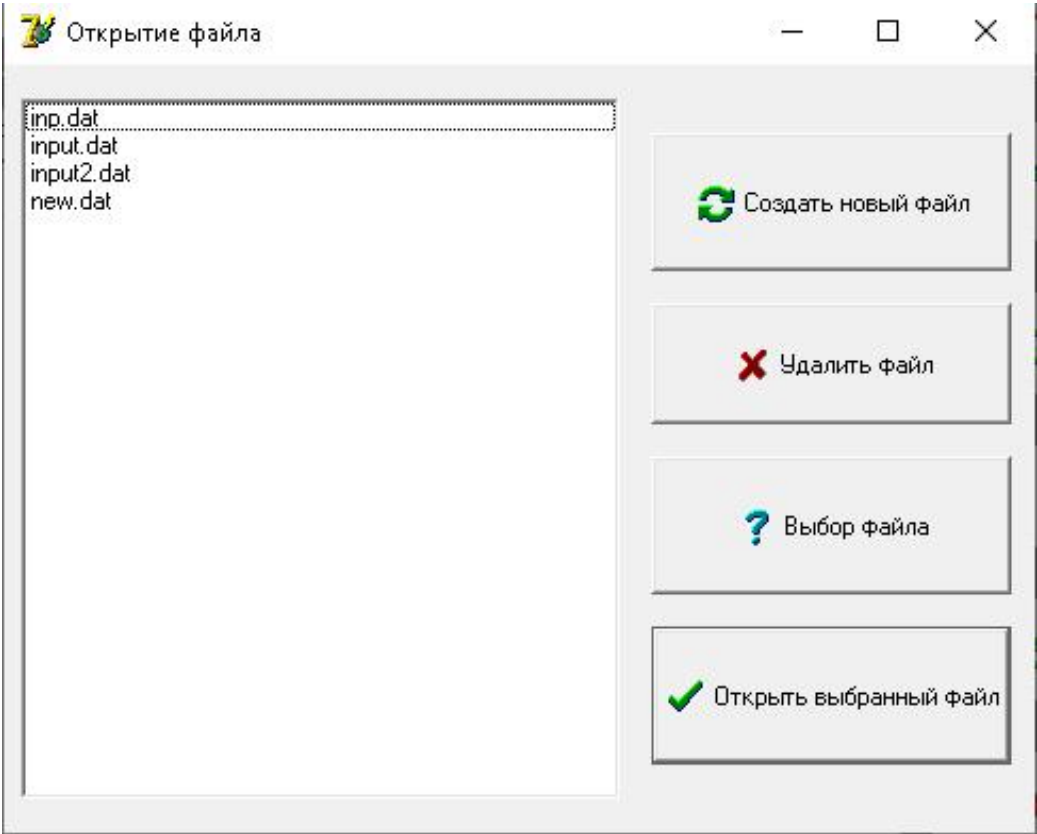 Открытие файла
inp.dat
input.dat
input2.dat
new.dat
Создать новый файл
Удалить файл
Выбор файла
Открыть выбранный файл